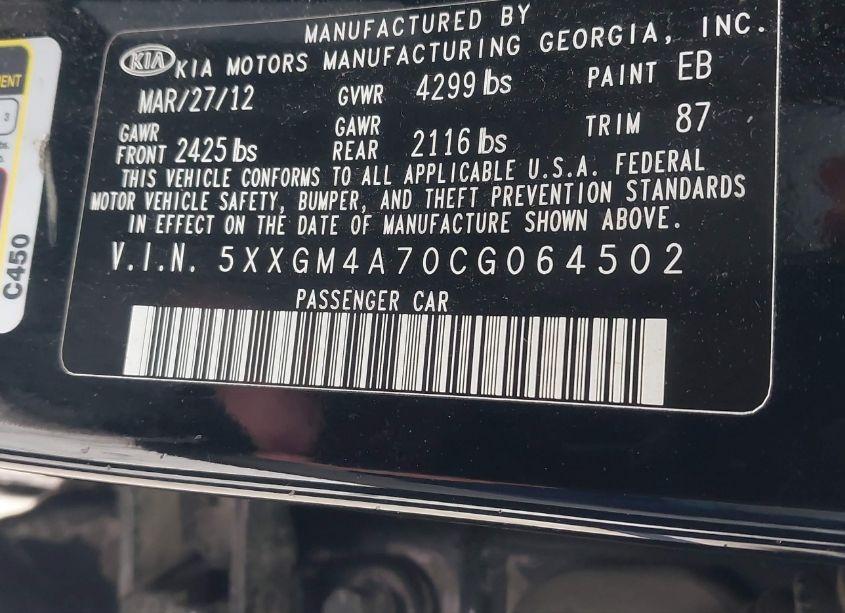 MANUFACTURED BY
KIA KIA MOTORS MANUFACTURING GEORGIA, INC.
MAR/27/12 GVWR 4299 lbs PAINT EB
GAWR FRONT 2425 lbs GAWR REAR 2116 lbs TRIM 87
THIS VEHICLE CONFORMS TO ALL APPLICABLE U.S.A. FEDERAL
MOTOR VEHICLE SAFETY, BUMPER, AND THEFT PREVENTION STANDARDS
IN EFFECT ON THE DATE OF MANUFACTURE SHOWN ABOVE.
V.I.N. 5XXGM4A70CG064502
PASSENGER CAR
3
C450